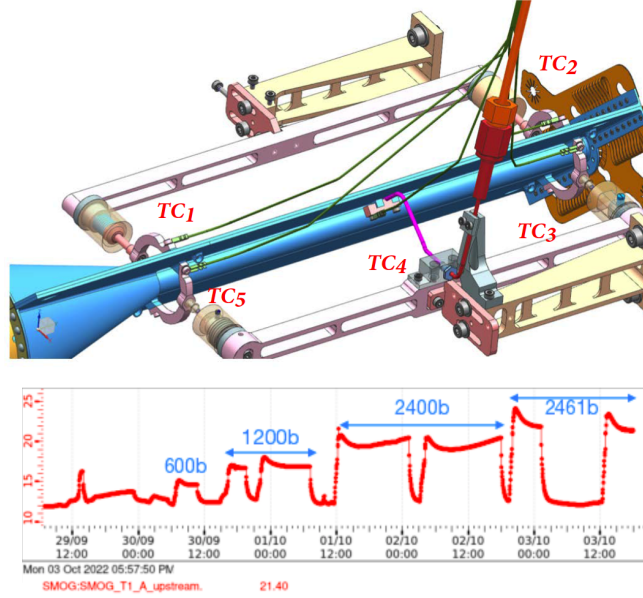 TC2
TC1
TC3
TC4
TC5
25
20
15
10
600b
1200b
2400b
2461b
29/09 30/09 30/09 01/10 01/10 02/10 02/10 03/10 03/10
12:00 00:00 12:00 00:00 12:00 00:00 12:00 00:00 12:00
Mon 03 Oct 2022 05:57:50 PM
SMOG:SMOG_T1_A_upstream. 21.40